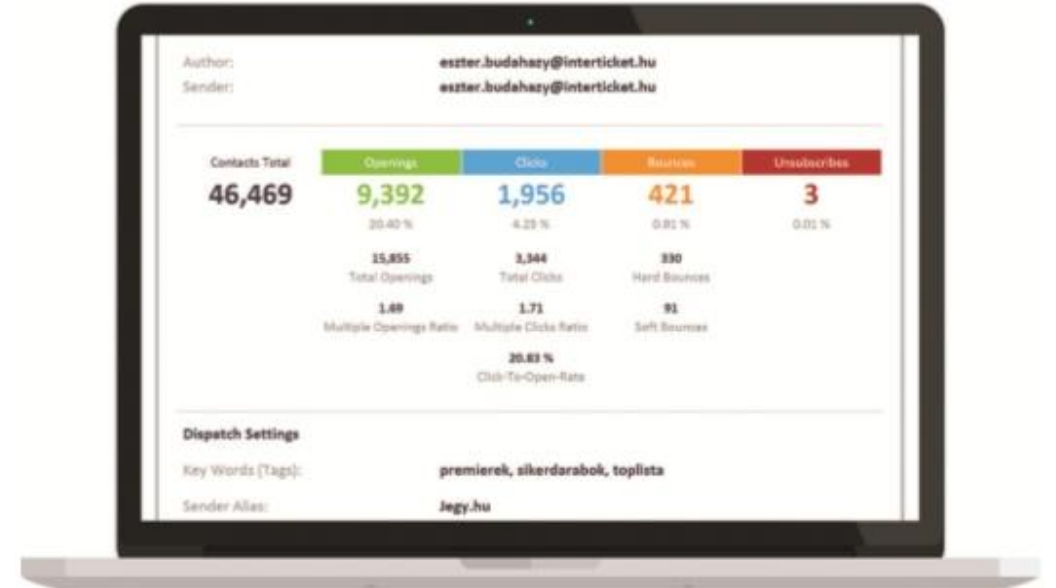 Author: eszter.budahazy@interticket.hu
Sender: eszter.budahazy@interticket.hu
Contacts Total Openings Clicks Bounces Unsubscribes
46,469 9,392 1,956 421 3
20.40 % 4.25 % 0.91 % 0.01 %
15,855 3,344 330
Total Openings Total Clicks Hard Bounces
1.69 1.71 91
Multiple Openings Ratio Multiple Clicks Ratio Soft Bounces
20.83 %
Click-To-Open-Rate
Dispatch Settings
Key Words (Tags): premierek, sikerdarabok, toplista
Sender Alias: Jegy.hu